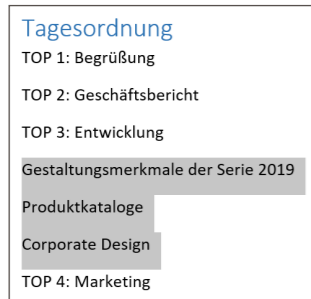 Tagesordnung
TOP 1: Begrüßung
TOP 2: Geschäftsbericht
TOP 3: Entwicklung
Gestaltungsmerkmale der Serie 2019
Produktkataloge
Corporate Design
TOP 4: Marketing